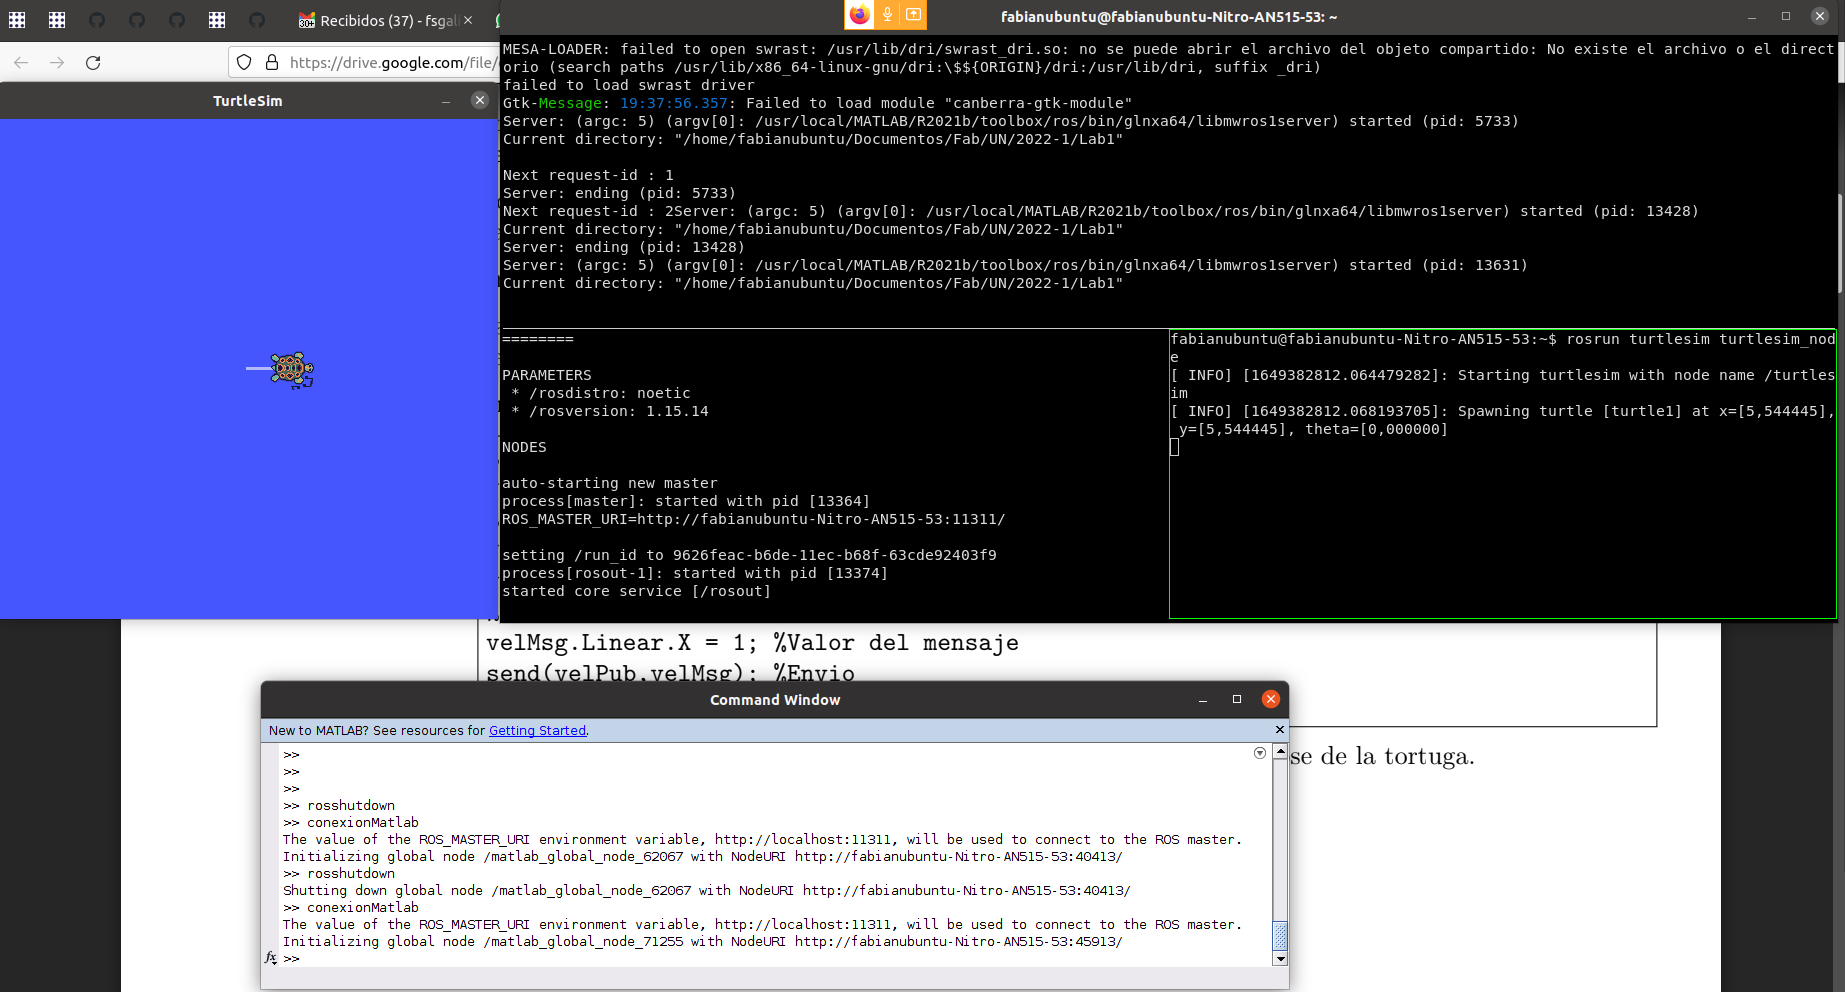 Recibidos (37) - fsgal
https://drive.google.com/file/
fabianubuntu@fabianubuntu-Nitro-AN515-53: ~
TurtleSim
MESA-LOADER: failed to open swrast: /usr/lib/dri/swrast_dri.so: no se puede abrir el archivo del objeto compartido: No existe el archivo o el direct
orio (search paths /usr/lib/x86_64-linux-gnu/dri:\$${ORIGIN}/dri:/usr/lib/dri, suffix _dri)
failed to load swrast driver
Gtk-Message: 19:37:56.357: Failed to load module "canberra-gtk-module"
Server: (argc: 5) (argv[0]: /usr/local/MATLAB/R2021b/toolbox/ros/bin/glnxa64/libmwros1server) started (pid: 5733)
Current directory: "/home/fabianubuntu/Documentos/Fab/UN/2022-1/Lab1"
Next request-id : 1
Server: ending (pid: 5733)
Next request-id : 2Server: (argc: 5) (argv[0]: /usr/local/MATLAB/R2021b/toolbox/ros/bin/glnxa64/libmwros1server) started (pid: 13428)
Current directory: "/home/fabianubuntu/Documentos/Fab/UN/2022-1/Lab1"
Server: ending (pid: 13428)
Server: (argc: 5) (argv[0]: /usr/local/MATLAB/R2021b/toolbox/ros/bin/glnxa64/libmwros1server) started (pid: 13631)
Current directory: "/home/fabianubuntu/Documentos/Fab/UN/2022-1/Lab1"
========
PARAMETERS
* /rosdistro: noetic
* /rosversion: 1.15.14
NODES
auto-starting new master
process[master]: started with pid [13364]
ROS_MASTER_URI=http://fabianubuntu-Nitro-AN515-53:11311/
setting /run_id to 9626feac-b6de-11ec-b68f-63cde92403f9
process[rosout-1]: started with pid [13374]
started core service [/rosout]
fabianubuntu@fabianubuntu-Nitro-AN515-53:~$ rosrun turtlesim turtlesim_nod
e
[ INFO] [1649382812.064479282]: Starting turtlesim with node name /turtles
im
[ INFO] [1649382812.068193705]: Spawning turtle [turtle1] at x=[5,544445],
y=[5,544445], theta=[0,000000]
velMsg.Linear.X = 1; %Valor del mensaje
send(velPub,velMsg); %Envio
se de la tortuga.
Command Window
New to MATLAB? See resources for Getting Started.
>>
>>
>>
>> rosshutdown
>> conexionMatlab
The value of the ROS_MASTER_URI environment variable, http://localhost:11311, will be used to connect to the ROS master.
Initializing global node /matlab_global_node_62067 with NodeURI http://fabianubuntu-Nitro-AN515-53:40413/
>> rosshutdown
Shutting down global node /matlab_global_node_62067 with NodeURI http://fabianubuntu-Nitro-AN515-53:40413/
>> conexionMatlab
The value of the ROS_MASTER_URI environment variable, http://localhost:11311, will be used to connect to the ROS master.
Initializing global node /matlab_global_node_71255 with NodeURI http://fabianubuntu-Nitro-AN515-53:45913/
fx >>